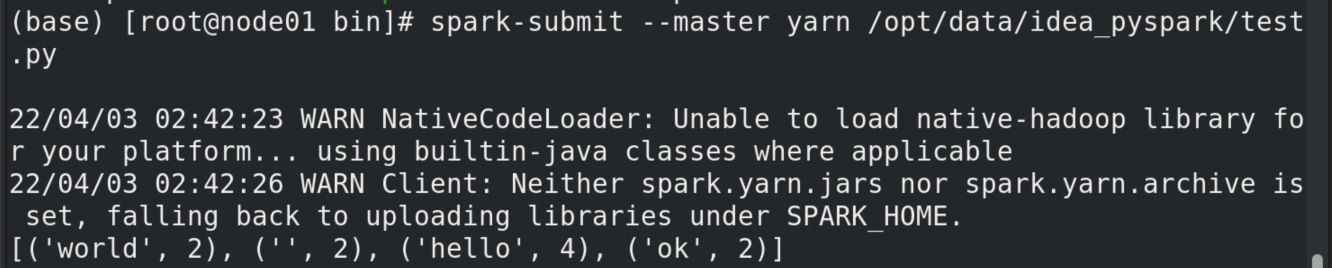 (base) [root@node01 bin]# spark-submit --master yarn /opt/data/idea_pyspark/test
.py
22/04/03 02:42:23 WARN NativeCodeLoader: Unable to load native-hadoop library fo
r your platform... using builtin-java classes where applicable
22/04/03 02:42:26 WARN Client: Neither spark.yarn.jars nor spark.yarn.archive is
 set, falling back to uploading libraries under SPARK_HOME.
[('world', 2), ('', 2), ('hello', 4), ('ok', 2)]